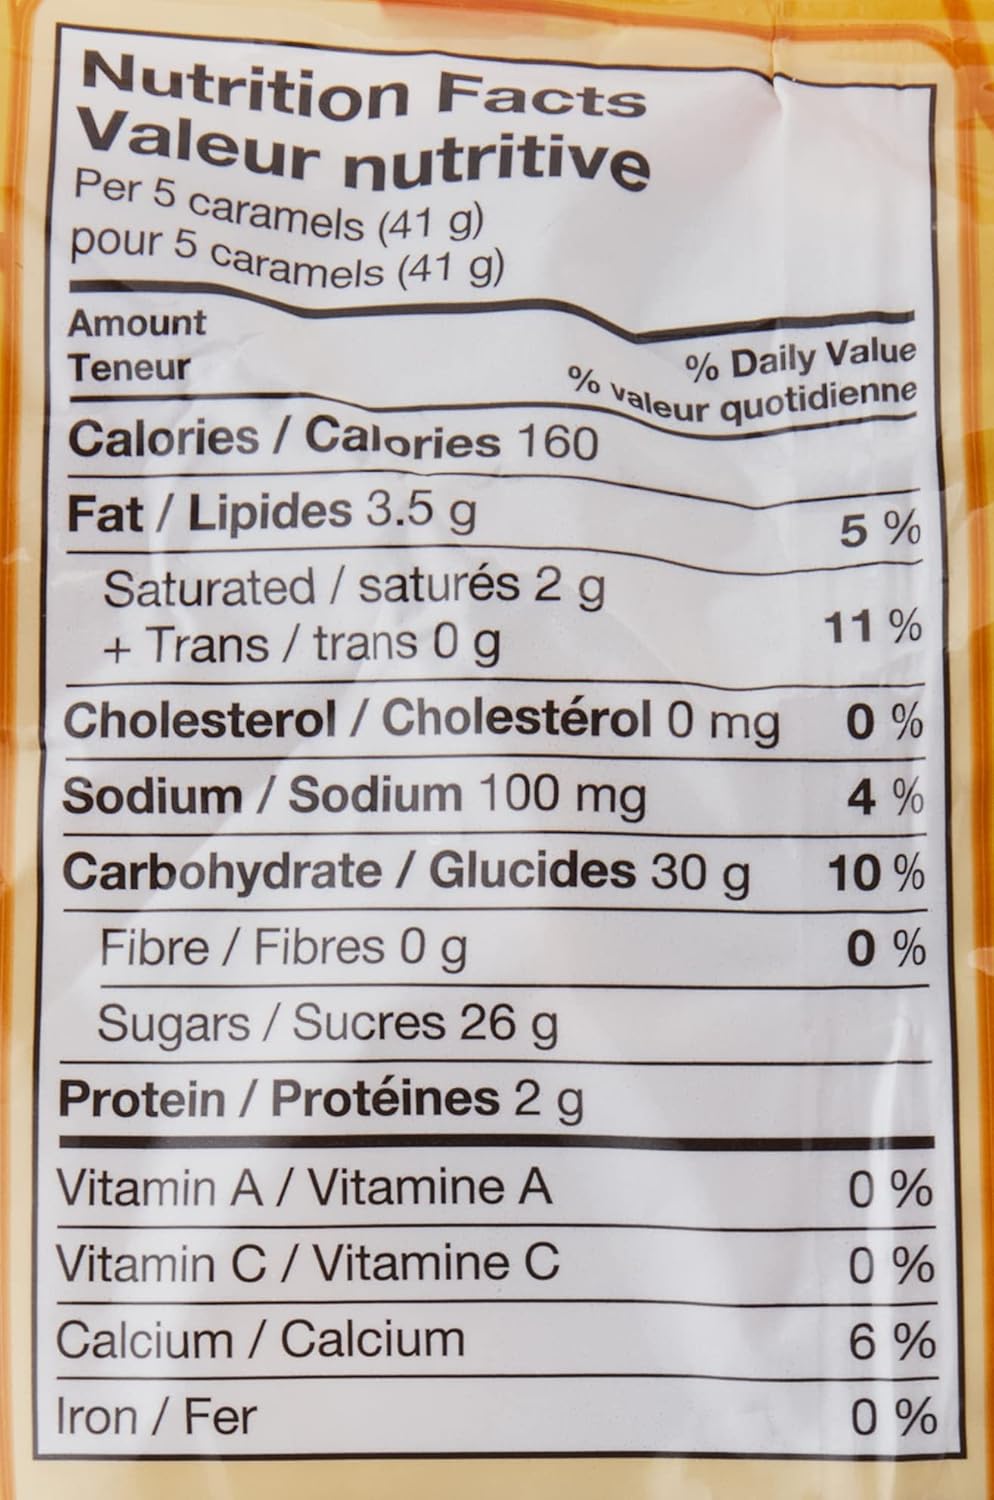 Nutrition Facts
Valeur nutritive
Per 5 caramels (41 g)
pour 5 caramels (41 g)
Amount
Teneur
% Daily Value
% valeur quotidienne
Calories / Calories 160
Fat / Lipides 3.5 g 5 %
Saturated / saturés 2 g
+ Trans / trans 0 g 11 %
Cholesterol / Cholestérol 0 mg 0 %
Sodium / Sodium 100 mg 4 %
Carbohydrate / Glucides 30 g 10 %
Fibre / Fibres 0 g 0 %
Sugars / Sucres 26 g
Protein / Protéines 2 g
Vitamin A / Vitamine A 0 %
Vitamin C / Vitamine C 0 %
Calcium / Calcium 6 %
Iron / Fer 0 %